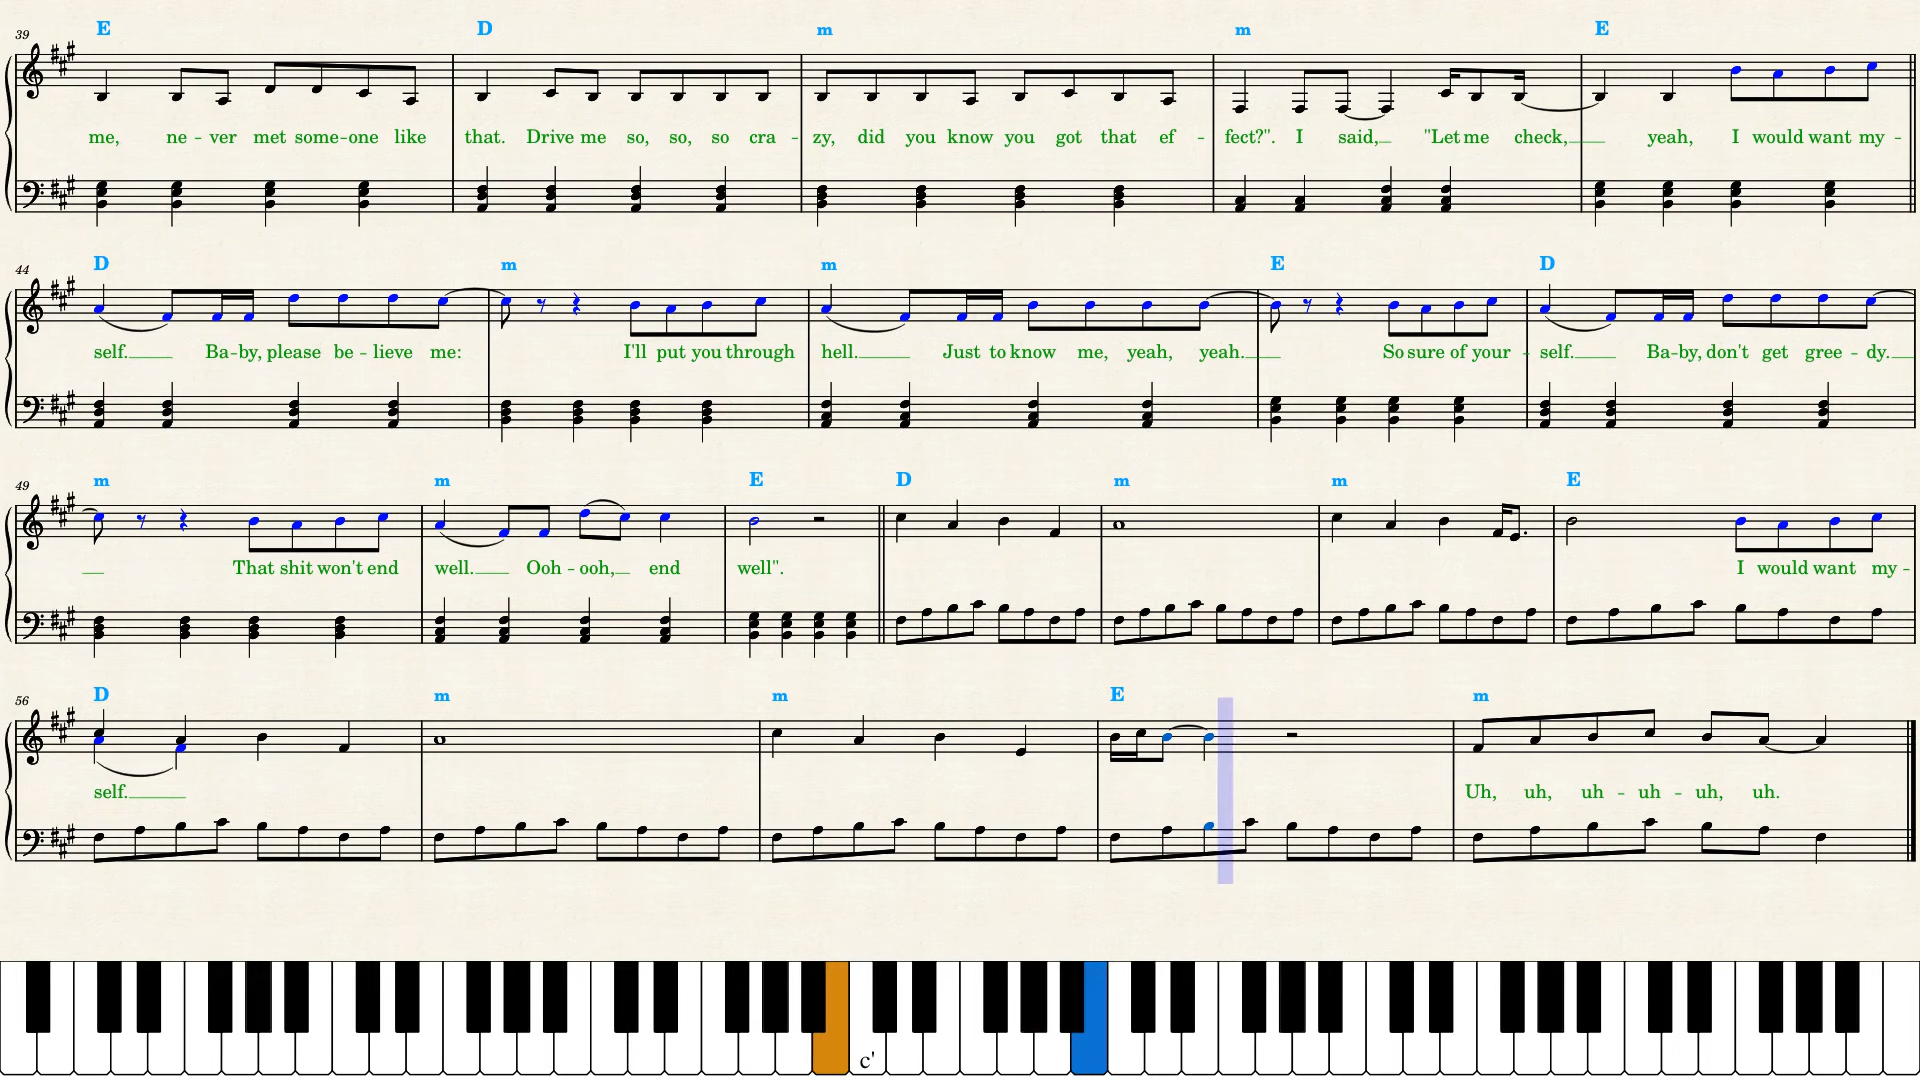 39 E D m m E
me, ne - ver met some-one like that. Drive me so, so, so cra - zy, did you know you got that ef - fect?". I said, "Let me check, yeah, I would want my -
44 D m m E D
self. Ba-by, please be - lieve me: I'll put you through hell. Just to know me, yeah, yeah. So sure of your - self. Ba-by, don't get gree - dy.
49 m m E D m m E
That shit won't end well. Ooh - ooh, end well". I would want my -
56 D m m E m
self. Uh, uh, uh - uh - uh, uh.
c'